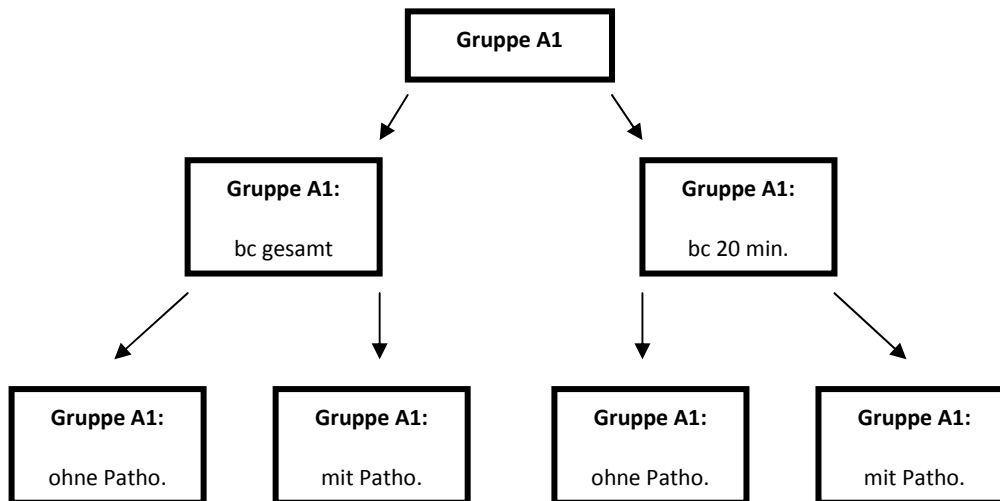 Gruppe A1
Gruppe A1:
bc gesamt
Gruppe A1:
bc 20 min.
Gruppe A1:
ohne Patho.
Gruppe A1:
mit Patho.
Gruppe A1:
ohne Patho.
Gruppe A1:
mit Patho.